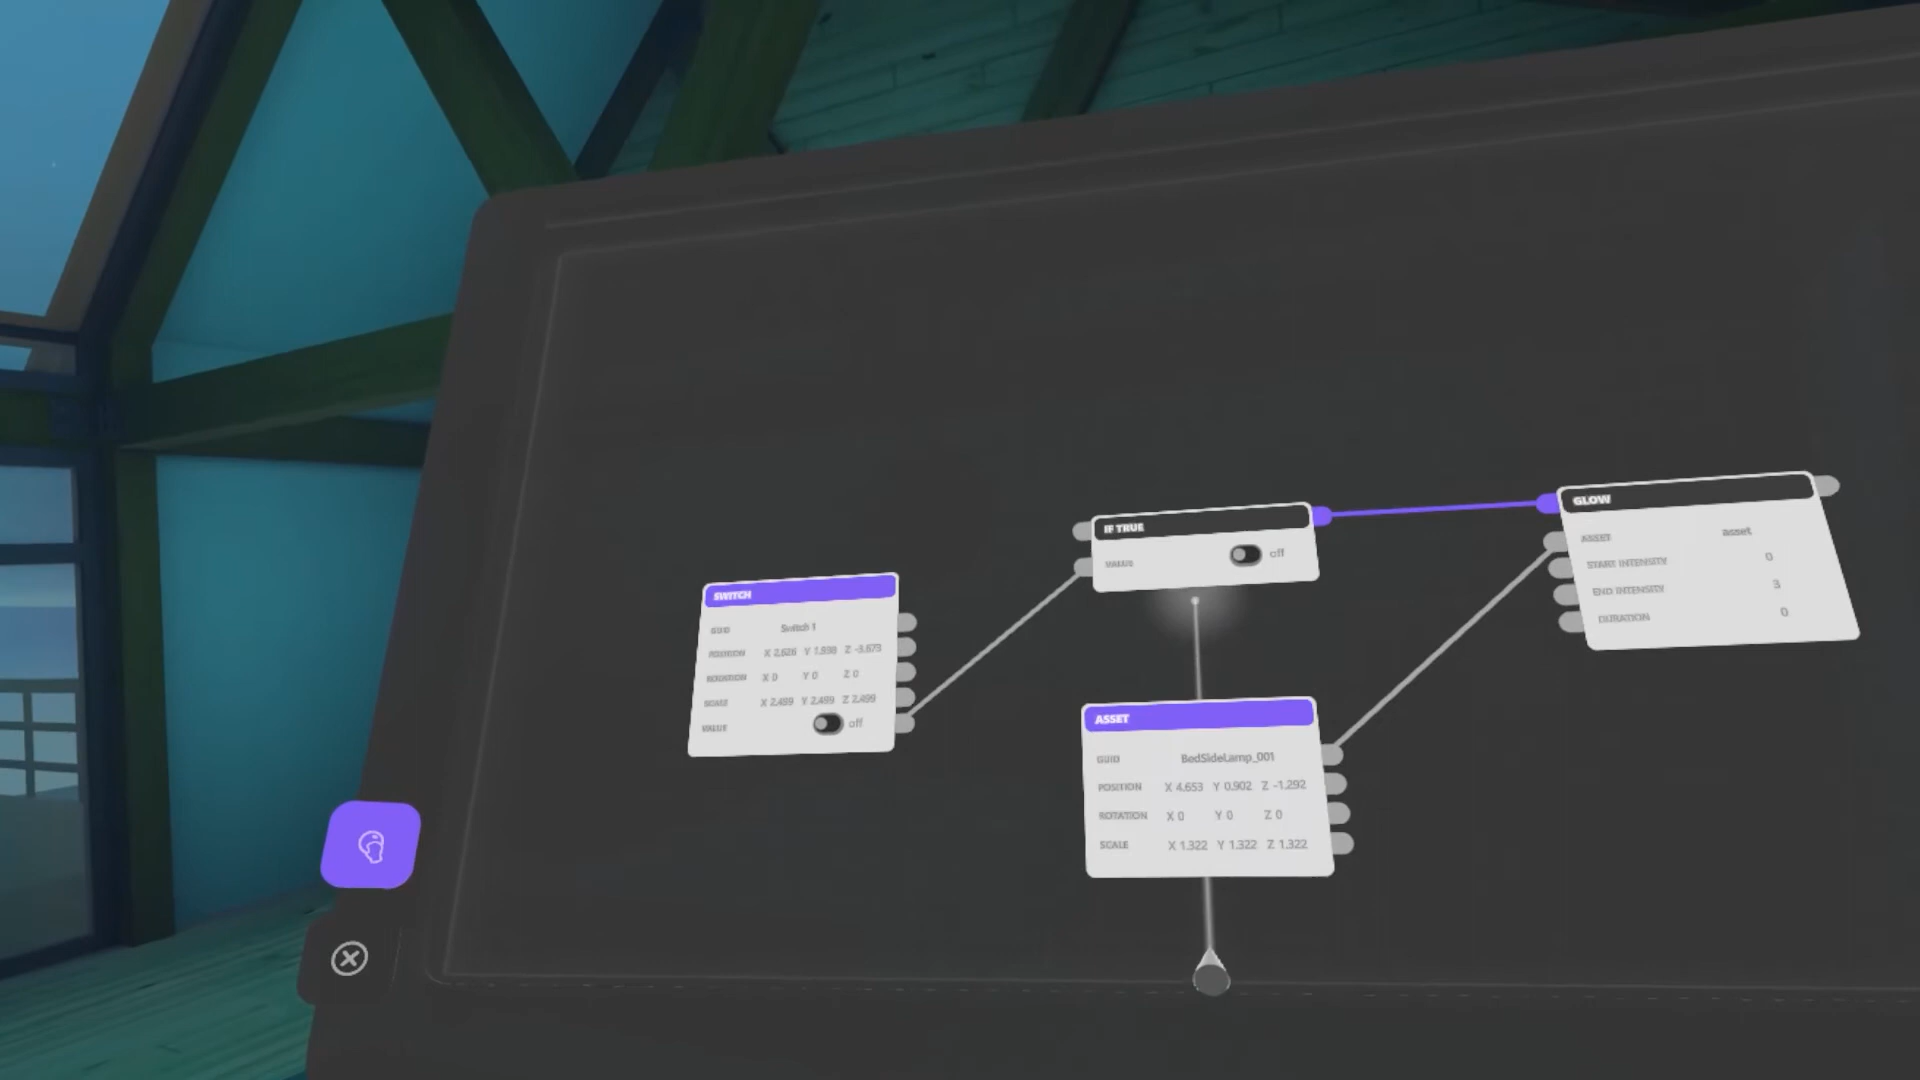 SWITCH
GUID Switch 1
POSITION X 2.626 Y 1.938 Z -3.673
ROTATION X 0 Y 0 Z 0
SCALE X 2.499 Y 2.499 Z 2.499
VALUE off
IF TRUE
VALUE off
ASSET
GUID BedSideLamp_001
POSITION X 4.653 Y 0.902 Z -1.292
ROTATION X 0 Y 0 Z 0
SCALE X 1.322 Y 1.322 Z 1.322
GLOW
ASSET asset
START INTENSITY 0
END INTENSITY 3
DURATION 0